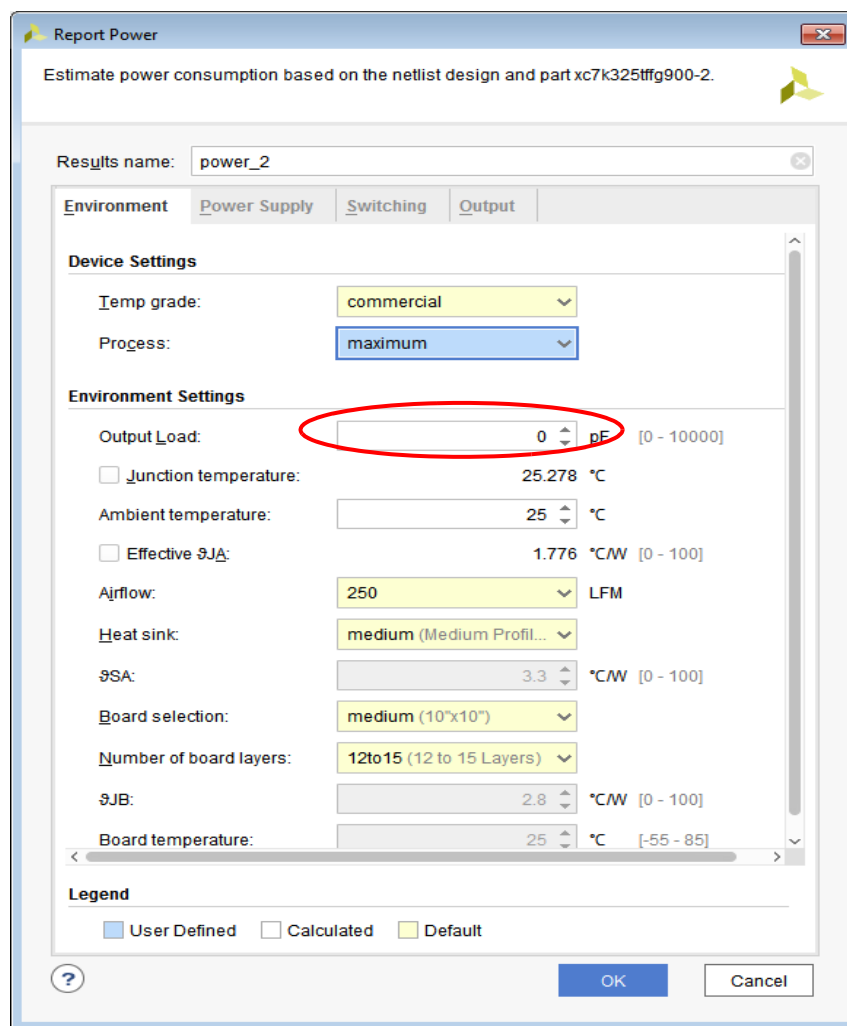 Report Power
Estimate power consumption based on the netlist design and part xc7k325tffg900-2.
Results name: power_2
Environment Power Supply Switching Output
Device Settings
Temp grade: commercial
Process: maximum
Environment Settings
Output Load: 0 pF [0 - 10000]
Junction temperature: 25.278 °C
Ambient temperature: 25 °C
Effective ϑJA: 1.776 °C/W [0 - 100]
Airflow: 250 LFM
Heat sink: medium (Medium Profil...
ϑSA: 3.3 °C/W [0 - 100]
Board selection: medium (10"x10")
Number of board layers: 12to15 (12 to 15 Layers)
ϑJB: 2.8 °C/W [0 - 100]
Board temperature: 25 °C [-55 - 85]
Legend
User Defined Calculated Default
? OK Cancel